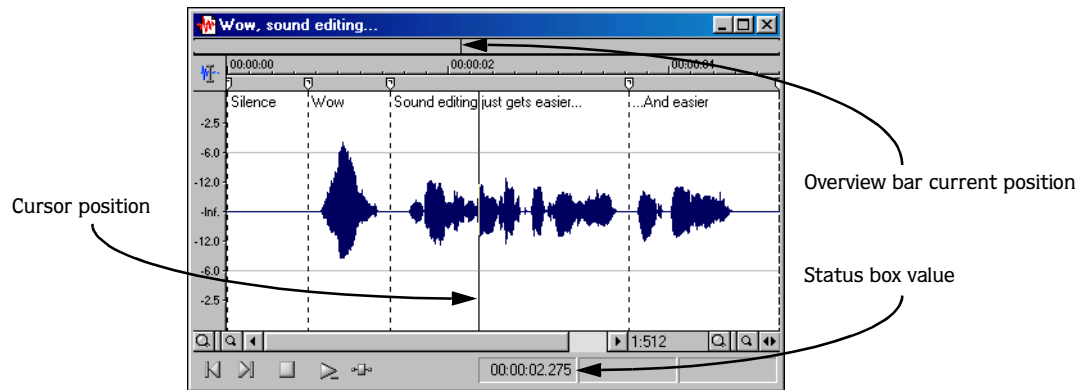 Wow, sound editing...
00:00:00 00:00:02 00:00:04
Silence Wow Sound editing just gets easier... ...And easier
-2.5
-6.0
-12.0
-Inf.
-12.0
-6.0
-2.5
Cursor position
Overview bar current position
Status box value
1:512
00:00:02.275